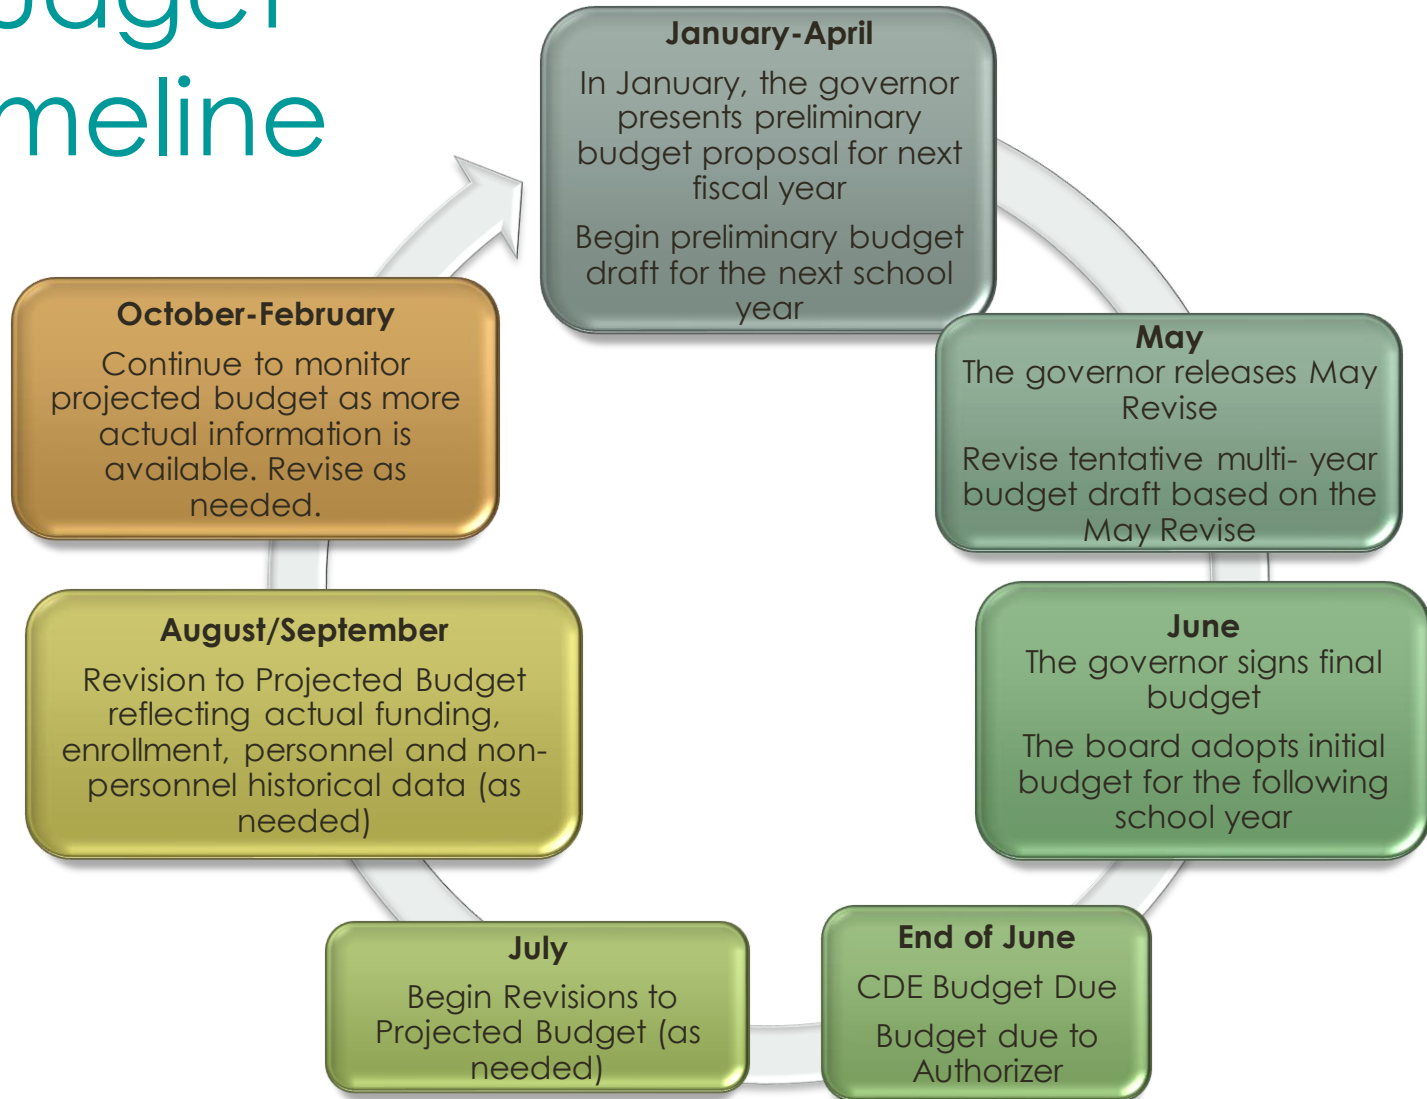 udget
meline
January-April
In January, the governor
presents preliminary
budget proposal for next
fiscal year
Begin preliminary budget
draft for the next school
year
May
The governor releases May
Revise
Revise tentative multi- year
budget draft based on the
May Revise
June
The governor signs final
budget
The board adopts initial
budget for the following
school year
End of June
CDE Budget Due
Budget due to
Authorizer
July
Begin Revisions to
Projected Budget (as
needed)
August/September
Revision to Projected Budget
reflecting actual funding,
enrollment, personnel and non-
personnel historical data (as
needed)
October-February
Continue to monitor
projected budget as more
actual information is
available. Revise as
needed.